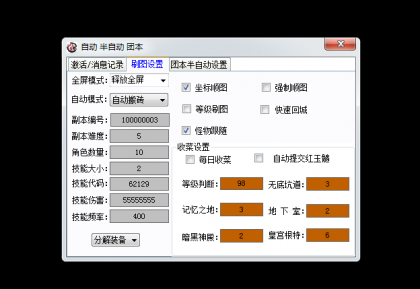 自动 半自动 团本
激活/消息记录 刷图设置 团本半自动设置
全屏模式: 释放全屏
自动模式: 自动搬砖
副本编号: 100000003
副本难度: 5
角色数量: 10
技能大小: 2
技能代码: 62129
技能伤害: 55555555
技能频率: 400
分解装备
坐标顺图 强制顺图
等级刷图 快速回城
怪物跟随
收菜设置
每日收菜 自动提交红玉髓
等级判断: 98 无底坑道: 3
记忆之地: 3 地 下 室: 2
暗黑神殿: 2 皇宫根特: 6